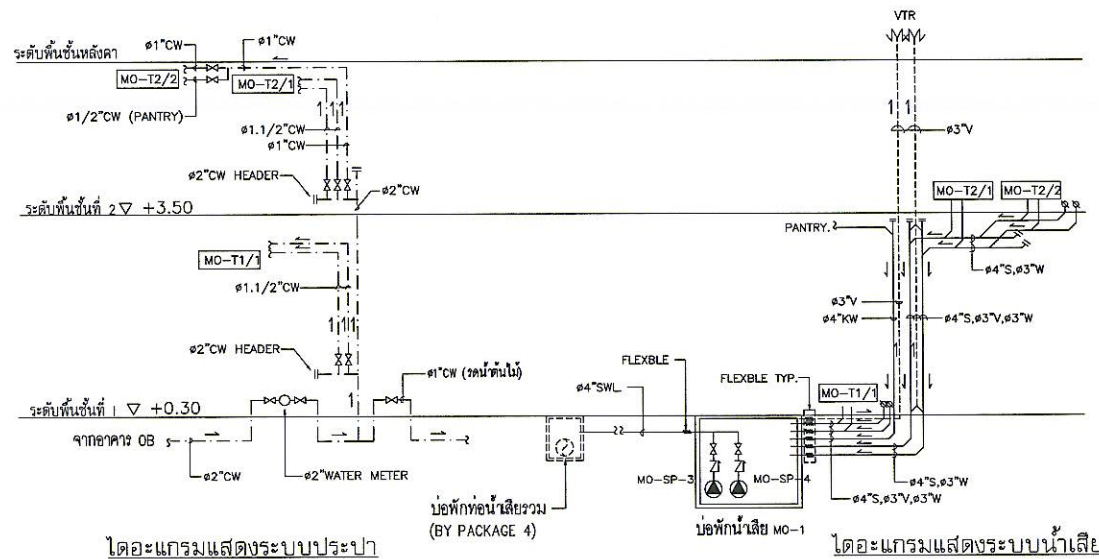 VTR
ระดับพื้นชั้นหลังคา
ø1"CW
ø1"CW
MO-T2/2
MO-T2/1
ø1/2"CW (PANTRY)
ø1.1/2"CW
ø1"CW
ø3"V
ø2"CW HEADER
ø2"CW
MO-T2/1
MO-T2/2
ระดับพื้นชั้นที่ 2 ▽ +3.50
PANTRY.
MO-T1/1
ø4"S,ø3"W
ø1.1/2"CW
ø3"V
ø4"KW
ø4"S,ø3"V,ø3"W
ø2"CW HEADER
ø1"CW (รดน้ำต้นไม้)
FLEXBLE
FLEXBLE TYP.
ø4"SWL
MO-T1/1
ระดับพื้นชั้นที่ 1 ▽ +0.30
จากอาคาร OB
ø2"CW
ø2"WATER METER
MO-SP-3
MO-SP-4
ø4"S,ø3"W
ø4"S,ø3"V,ø3"W
บ่อพักท่อน้ำเสียรวม
(BY PACKAGE 4)
บ่อพักน้ำเสีย MO-1
ไดอะแกรมแสดงระบบประปา
ไดอะแกรมแสดงระบบน้ำเสีย